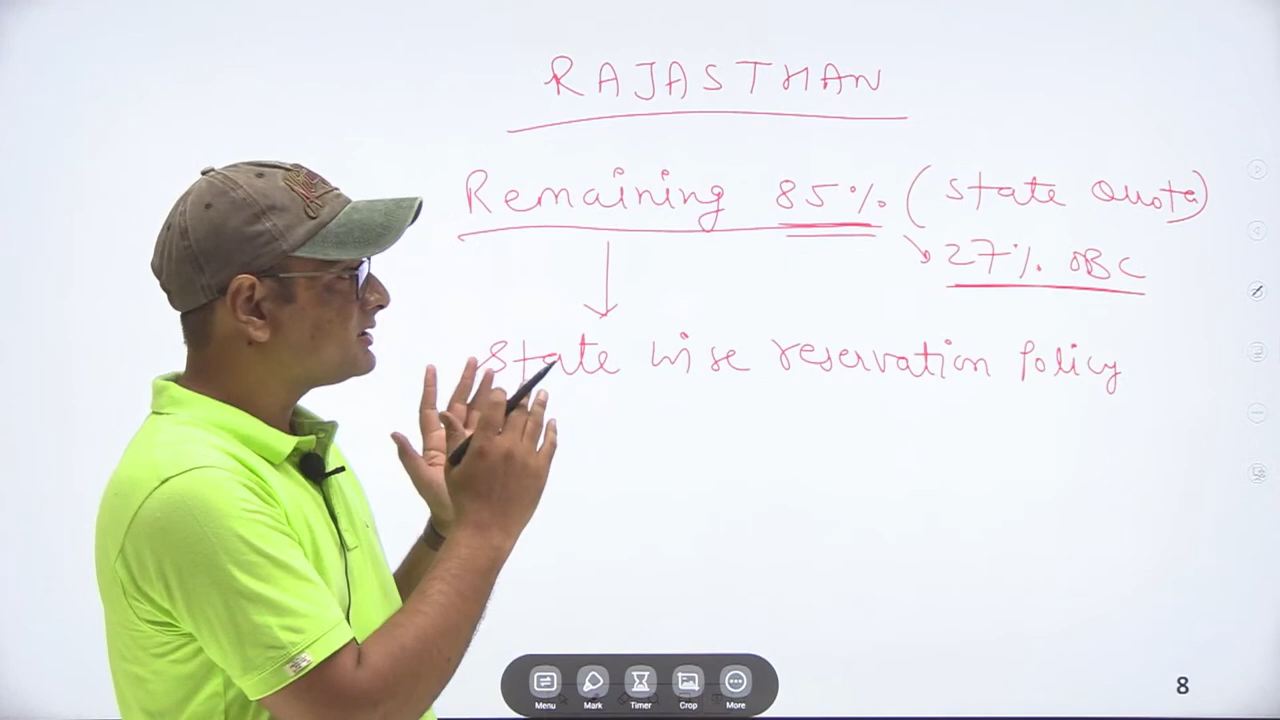 RAJASTHAN
Remaining 85% (State Quota)
27% OBC
State wise reservation Policy
Menu Mark Timer Crop More
8